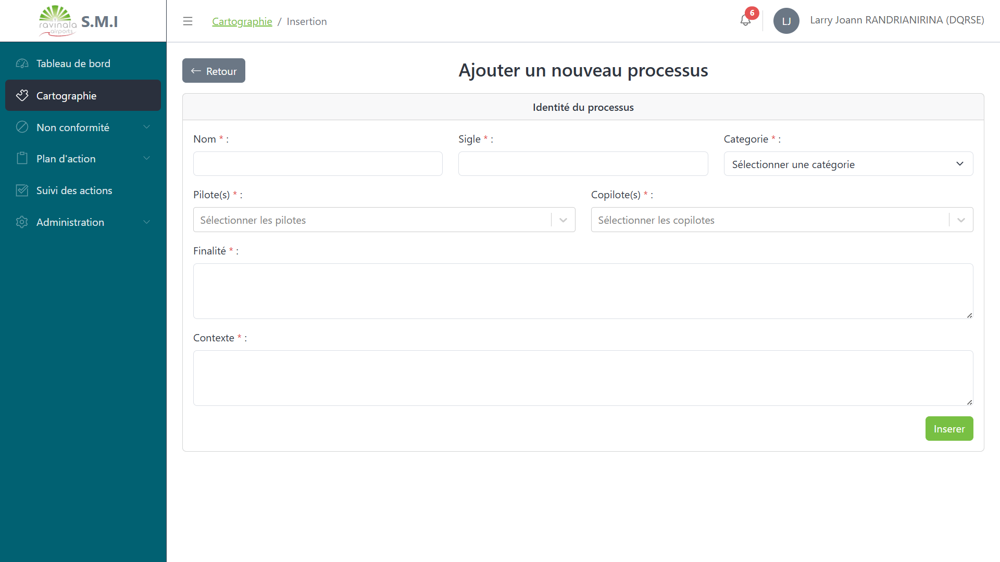 ravinala
airports
S.M.I
Cartographie / Insertion
6
LJ
Larry Joann RANDRIANIRINA (DQRSE)
Tableau de bord
Cartographie
Non conformité
Plan d'action
Suivi des actions
Administration
← Retour
Ajouter un nouveau processus
Identité du processus
Nom * :
Sigle * :
Categorie * :
Sélectionner une catégorie
Pilote(s) * :
Copilote(s) * :
Sélectionner les pilotes
Sélectionner les copilotes
Finalité * :
Contexte * :
Inserer